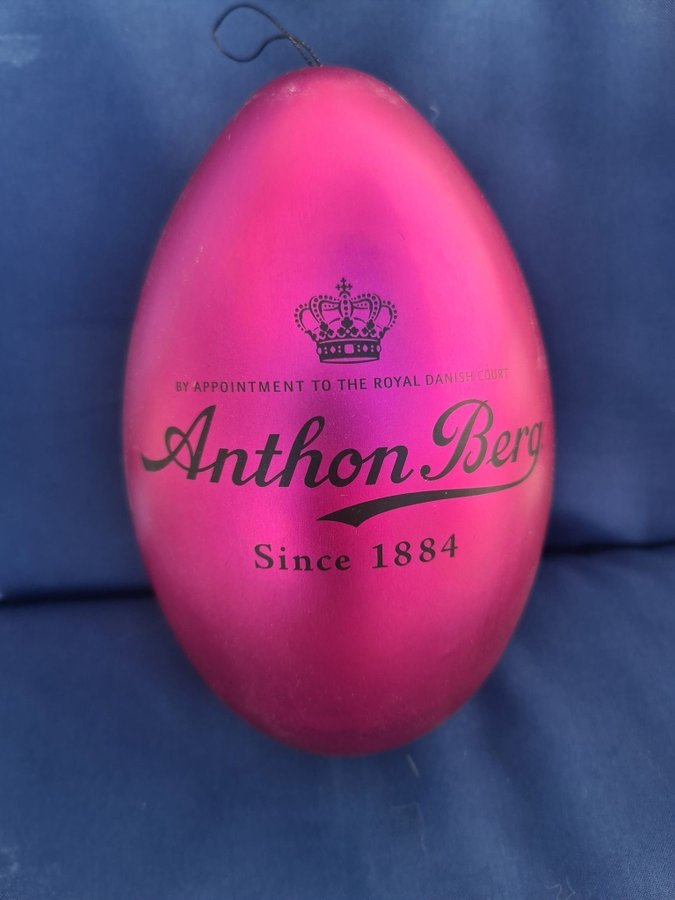 BY APPOINTMENT TO THE ROYAL DANISH COURT
Anthon Berg
Since 1884